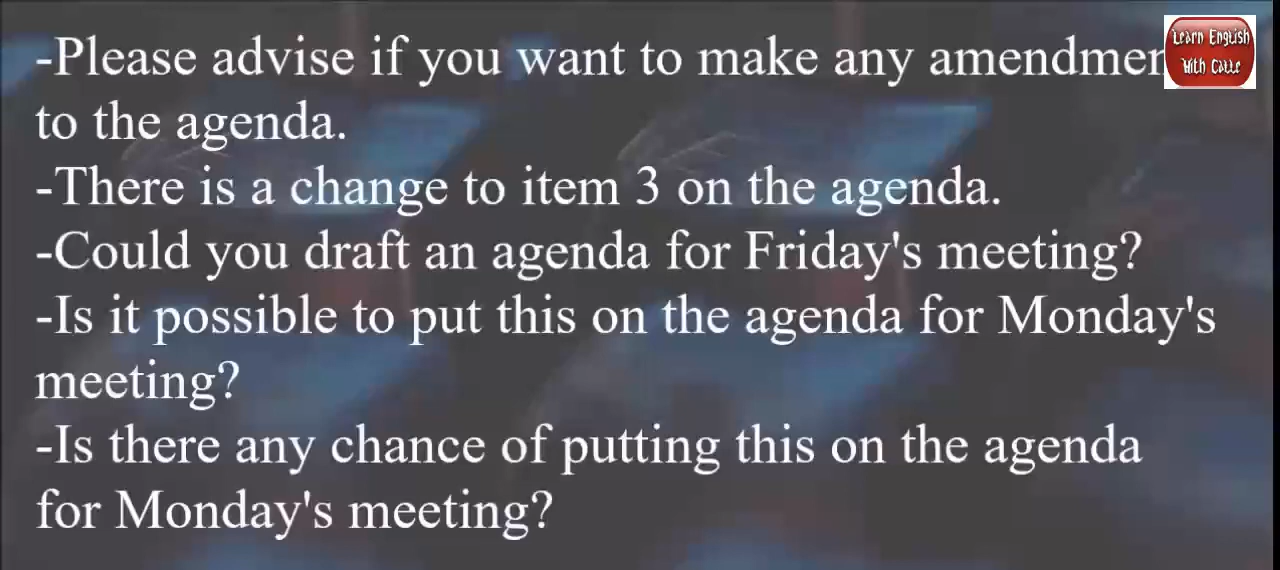 -Please advise if you want to make any
to the agenda.
-There is a change to item 3 on the agenda.
-Could you draft an agenda for Friday's meeting?
-Is it possible to put this on the agenda for Monday's
meeting?
-Is there any chance of putting this on the agenda
for Monday's meeting?
Learn English
With